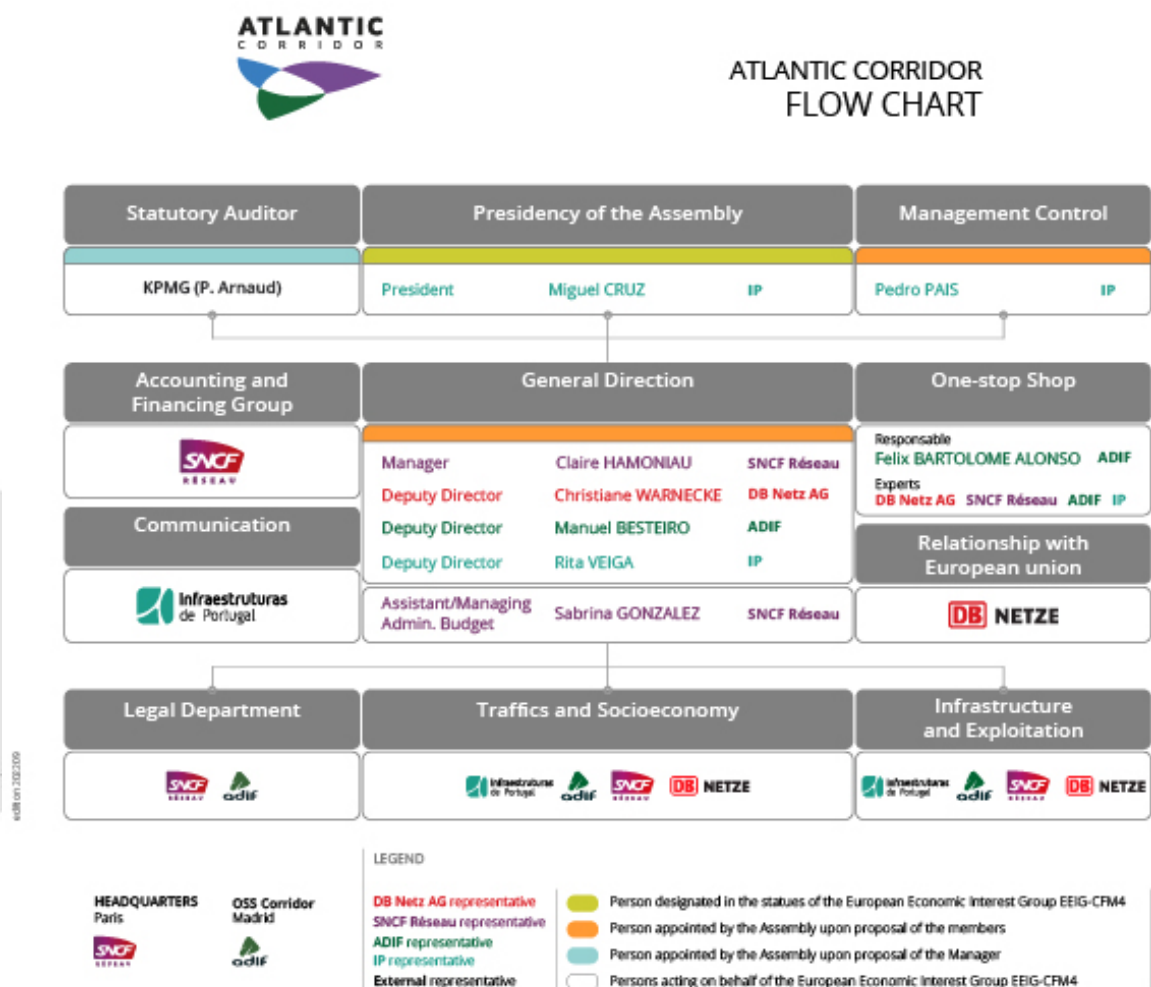 ATLANTIC
CORRIDOR
ATLANTIC CORRIDOR
FLOW CHART
Statutory Auditor
KPMG (P. Arnaud)
Presidency of the Assembly
President Miguel CRUZ IP
Management Control
Pedro PAIS IP
Accounting and
Financing Group
SNCF
RÉSEAU
Communication
Infraestruturas
de Portugal
General Direction
Manager Claire HAMONIAU SNCF Réseau
Deputy Director Christiane WARNECKE DB Netz AG
Deputy Director Manuel BESTEIRO ADIF
Deputy Director Rita VEIGA IP
Assistant/Managing
Admin. Budget Sabrina GONZALEZ SNCF Réseau
One-stop Shop
Responsable
Felix BARTOLOME ALONSO ADIF
Experts
DB Netz AG SNCF Réseau ADIF IP
Relationship with
European union
DB NETZE
Legal Department
SNCF RÉSEAU adif
Traffics and Socioeconomy
Infraestruturas de Portugal adif SNCF RÉSEAU DB NETZE
Infrastructure
and Exploitation
Infraestruturas de Portugal adif SNCF RÉSEAU DB NETZE
edition 202209
HEADQUARTERS
Paris
SNCF
RÉSEAU
OSS Corridor
Madrid
adif
LEGEND
DB Netz AG representative
SNCF Réseau representative
ADIF representative
IP representative
External representative
Person designated in the statues of the European Economic Interest Group EEIG-CFM4
Person appointed by the Assembly upon proposal of the members
Person appointed by the Assembly upon proposal of the Manager
Persons acting on behalf of the European Economic Interest Group EEIG-CFM4